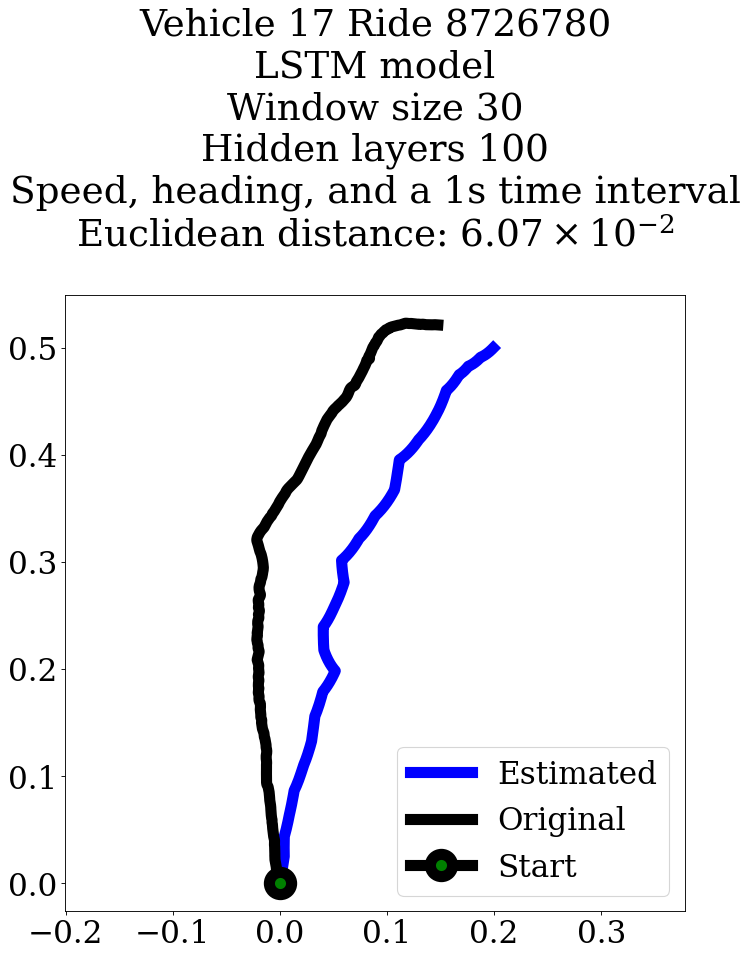 Vehicle 17 Ride 8726780
LSTM model
Window size 30
Hidden layers 100
Speed, heading, and a 1s time interval
Euclidean distance: 6.07 × 10⁻²
0.5
0.4
0.3
0.2
0.1
0.0
Estimated
Original
Start
−0.2 −0.1 0.0 0.1 0.2 0.3